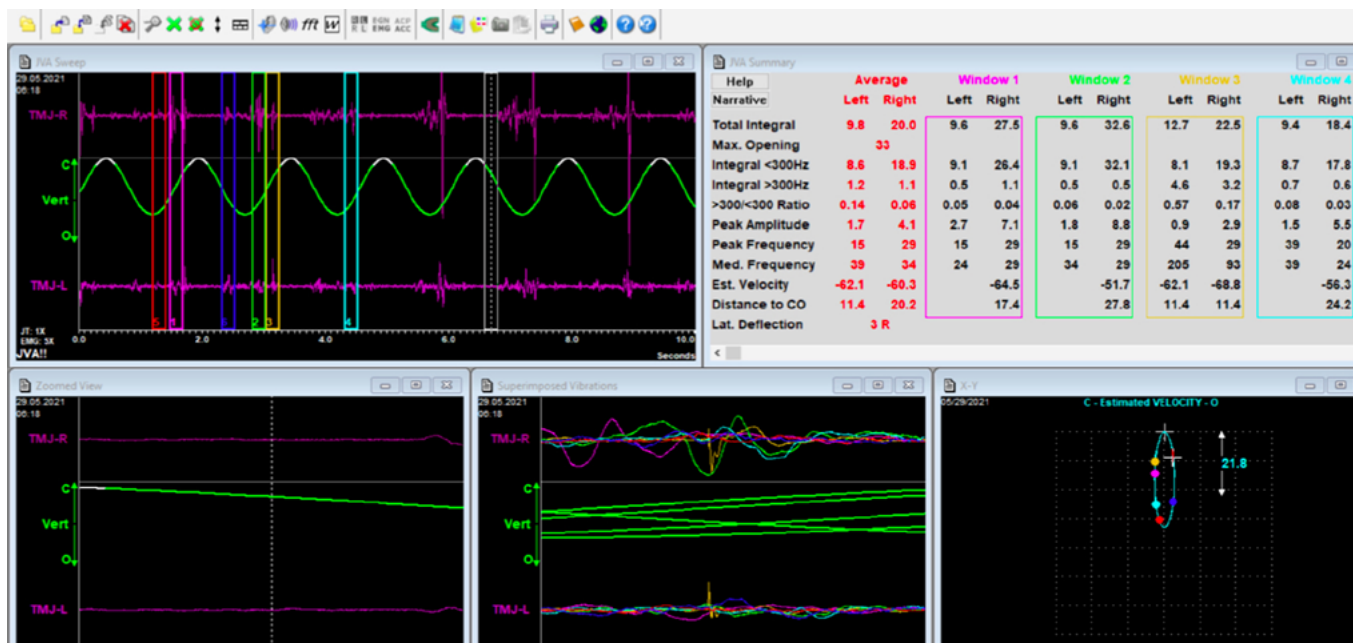 fft W R L EGN ACP EMG ACC
JVA Sweep
29.05.2021
06:18
TMJ-R
C
Vert
O
TMJ-L
JT: 1X
EMG: 5X
JVA!!
5 1 6 2 3 4
0.0 2.0 4.0 6.0 8.0 10.0
Seconds
JVA Summary
Help Average Window 1 Window 2 Window 3 Window 4
Narrative Left Right Left Right Left Right Left Right Left Right
Total Integral 9.8 20.0 9.6 27.5 9.6 32.6 12.7 22.5 9.4 18.4
Max. Opening 33
Integral <300Hz 8.6 18.9 9.1 26.4 9.1 32.1 8.1 19.3 8.7 17.8
Integral >300Hz 1.2 1.1 0.5 1.1 0.5 0.5 4.6 3.2 0.7 0.6
>300/<300 Ratio 0.14 0.06 0.05 0.04 0.06 0.02 0.57 0.17 0.08 0.03
Peak Amplitude 1.7 4.1 2.7 7.1 1.8 8.8 0.9 2.9 1.5 5.5
Peak Frequency 15 29 15 29 15 29 44 29 39 20
Med. Frequency 39 34 24 29 34 29 205 93 39 24
Est. Velocity -62.1 -60.3 -64.5 -51.7 -62.1 -68.8 -56.3
Distance to CO 11.4 20.2 17.4 27.8 11.4 11.4 24.2
Lat. Deflection 3 R
Zoomed View
29.05.2021
06:18
TMJ-R
C
Vert
O
TMJ-L
Superimposed Vibrations
29.05.2021
06:18
TMJ-R
C
Vert
O
TMJ-L
X-Y
05/29/2021 C - Estimated VELOCITY - O
21.8